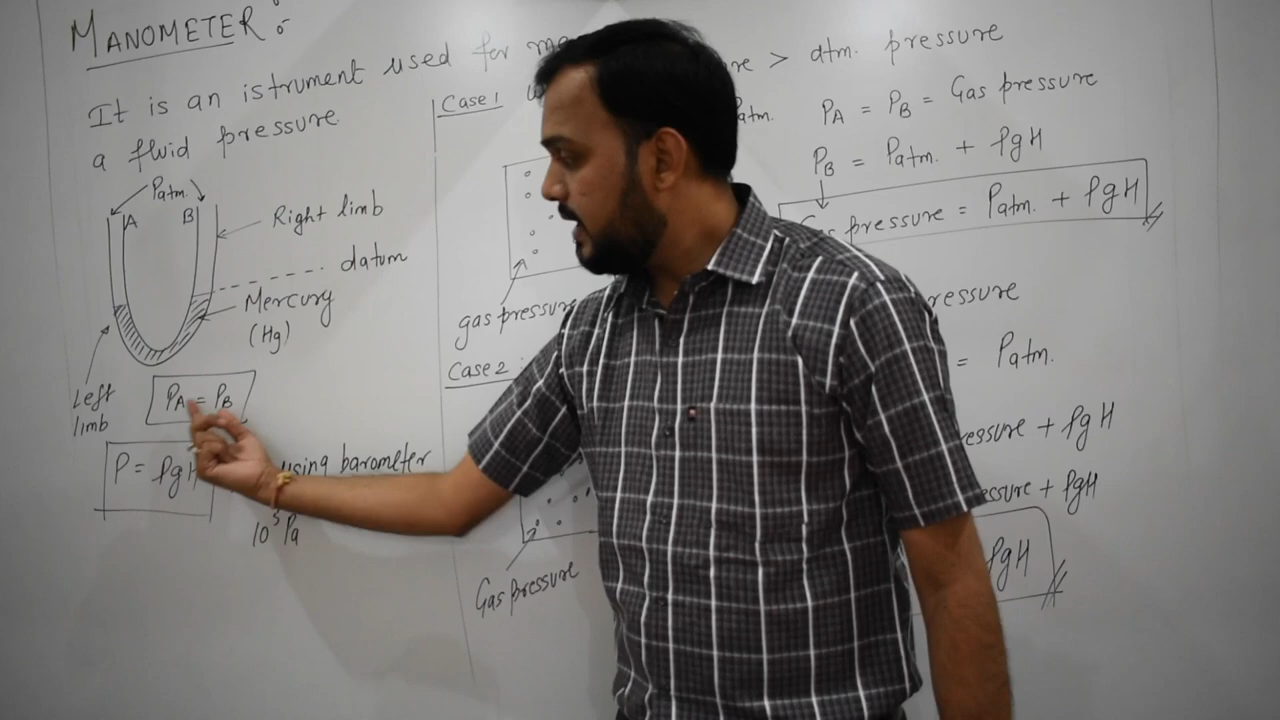 MANOMETER :-
It is an istrument used for me
re > atm. pressure
a fluid pressure
Patm.
A B
Right limb
datum
Mercury
(Hg)
Left
limb
PA = PB
P = ρgH
using barometer
10⁵ Pa
Case 1
atm.
PA = PB = Gas pressure
PB = Patm. + ρgH
s pressure = Patm. + ρgH
gas pressure
Case 2 :
ressure
= Patm.
essure + ρgH
essure + ρgH
ρgH
Gas pressure